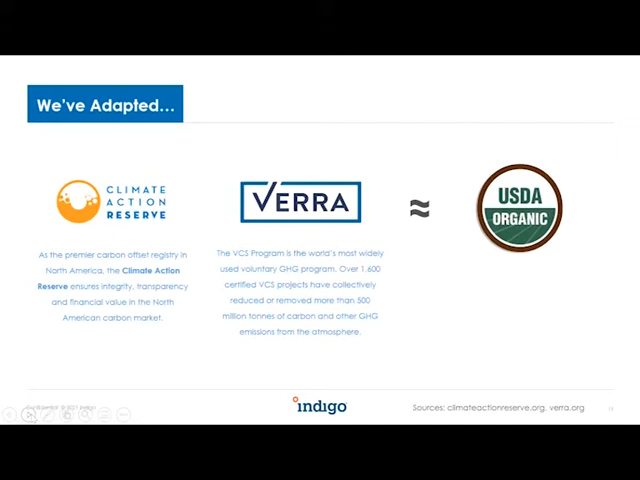 We've Adapted…
CLIMATE
ACTION
RESERVE
As the premier carbon offset registry in
North America, the Climate Action
Reserve ensures integrity, transparency
and financial value in the North
American carbon market.
VERRA
The VCS Program is the world's most widely
used voluntary GHG program. Over 1,600
certified VCS projects have collectively
reduced or removed more than 500
million tonnes of carbon and other GHG
emissions from the atmosphere.
≈
USDA
ORGANIC
Confidential © 2021 Indigo
indigo
Sources: climateactionreserve.org, verra.org